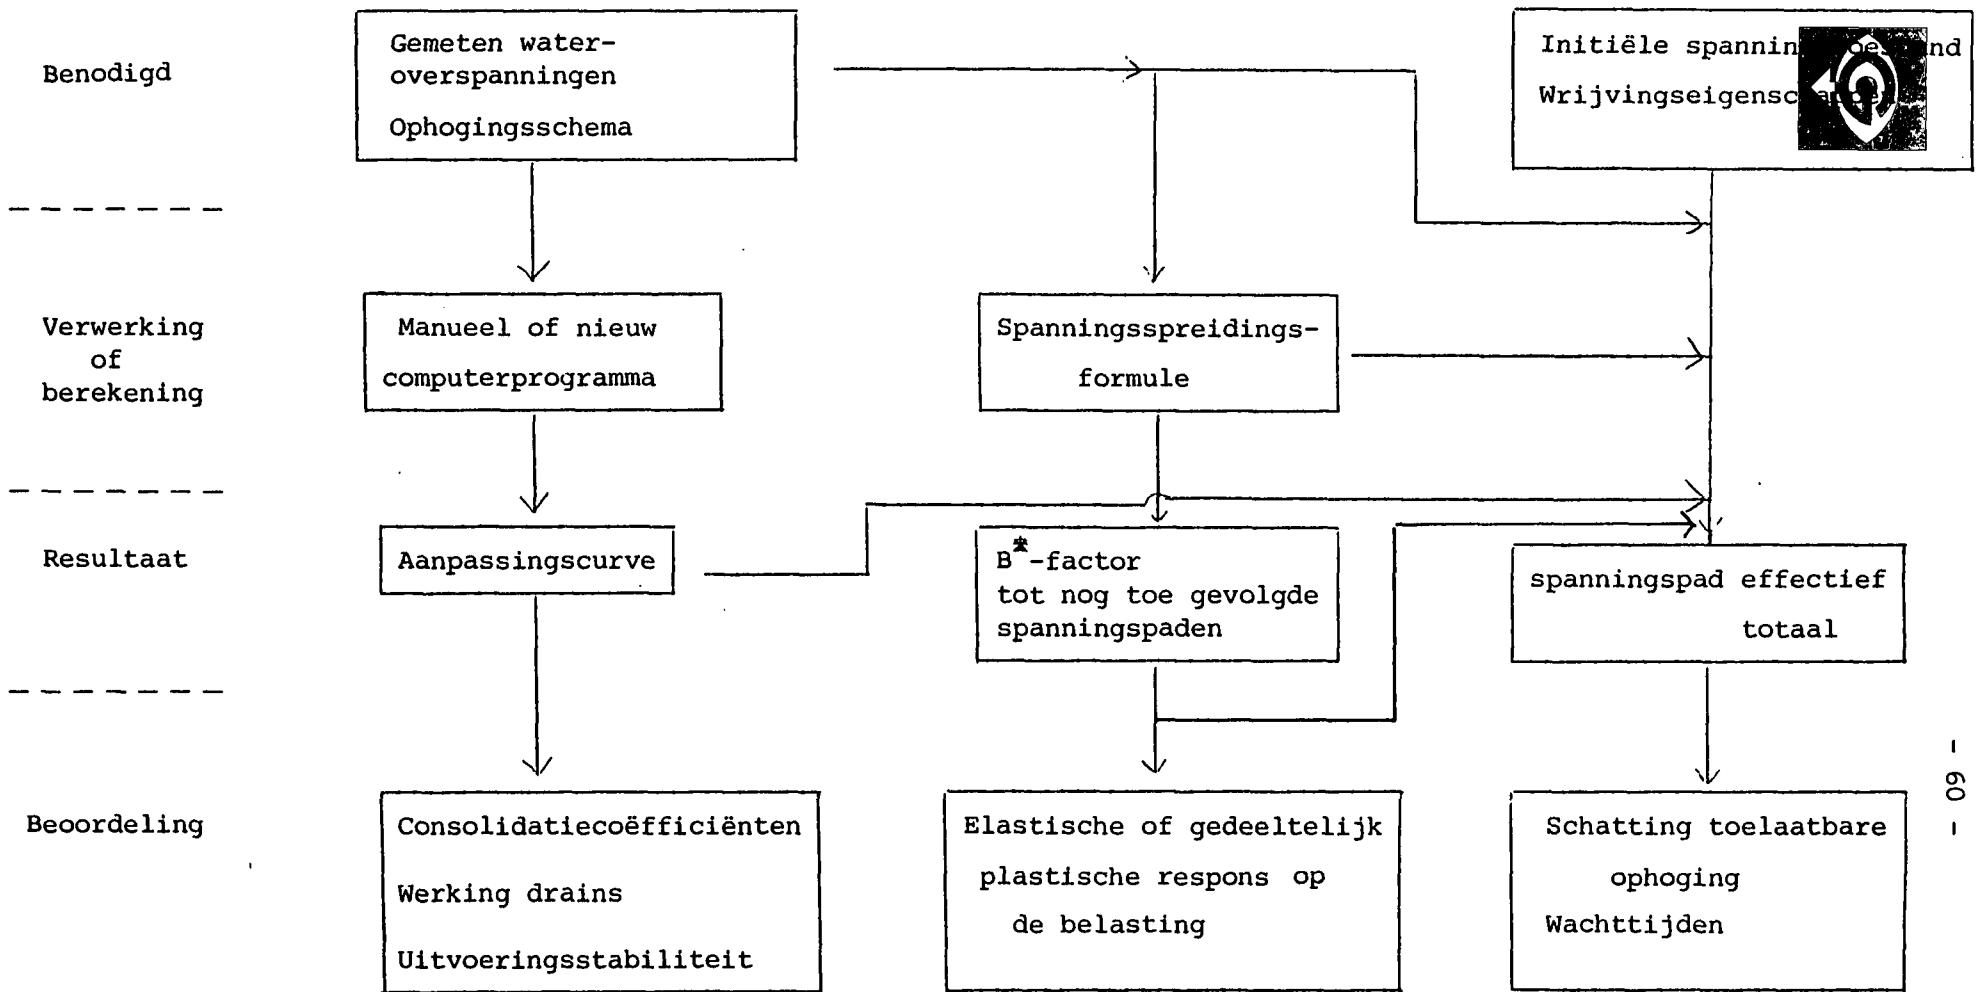 Benodigd
Gemeten water-
overspanningen
Ophogingsschema
Initiële
Verwerking
of
berekening
Manueel of nieuw
computerprogramma
Spanningsspreidings-
formule
Resultaat
Aanpassingscurve
B*-factor
tot nog toe gevolgde
spanningspaden
spanningspad effectief
totaal
Beoordeling
Consolidatiecoëfficiënten
Werking drains
Uitvoeringsstabiliteit
Elastische of gedeeltelijk
plastische respons op
de belasting
Schatting toelaatbare
ophoging
Wachttijden
- 60 -